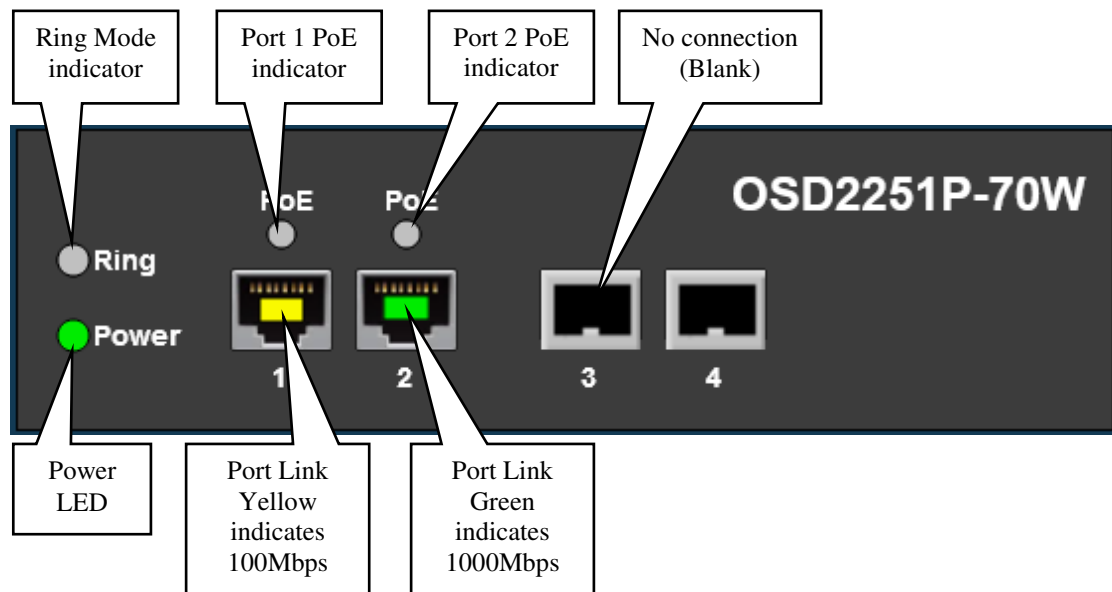 Ring Mode
indicator
Port 1 PoE
indicator
Port 2 PoE
indicator
No connection
(Blank)
PoE
PoE
OSD2251P-70W
Ring
Power
1
2
3
4
Power
LED
Port Link
Yellow
indicates
100Mbps
Port Link
Green
indicates
1000Mbps